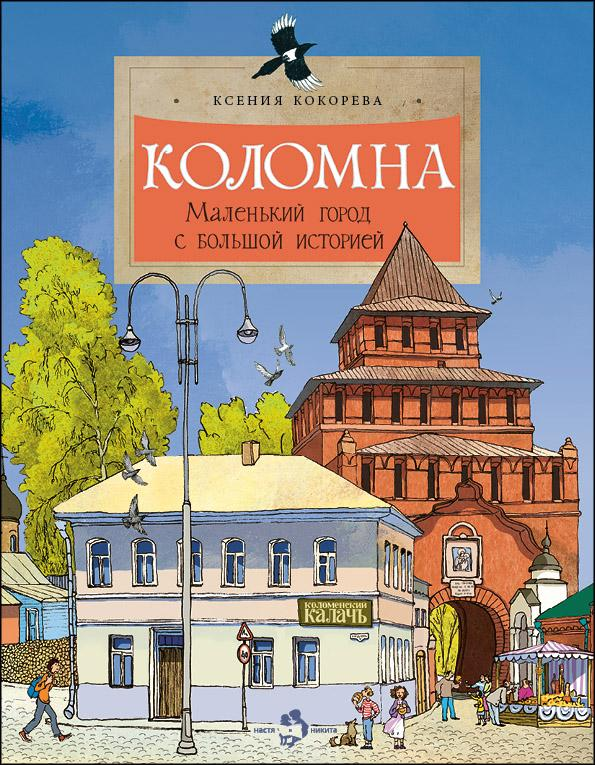 КСЕНИЯ КОКОРЕВА
КОЛОМНА
Маленький город
с большой историей
Коломенский
КАЛАЧЬ
НАСТЯ НИКИТА